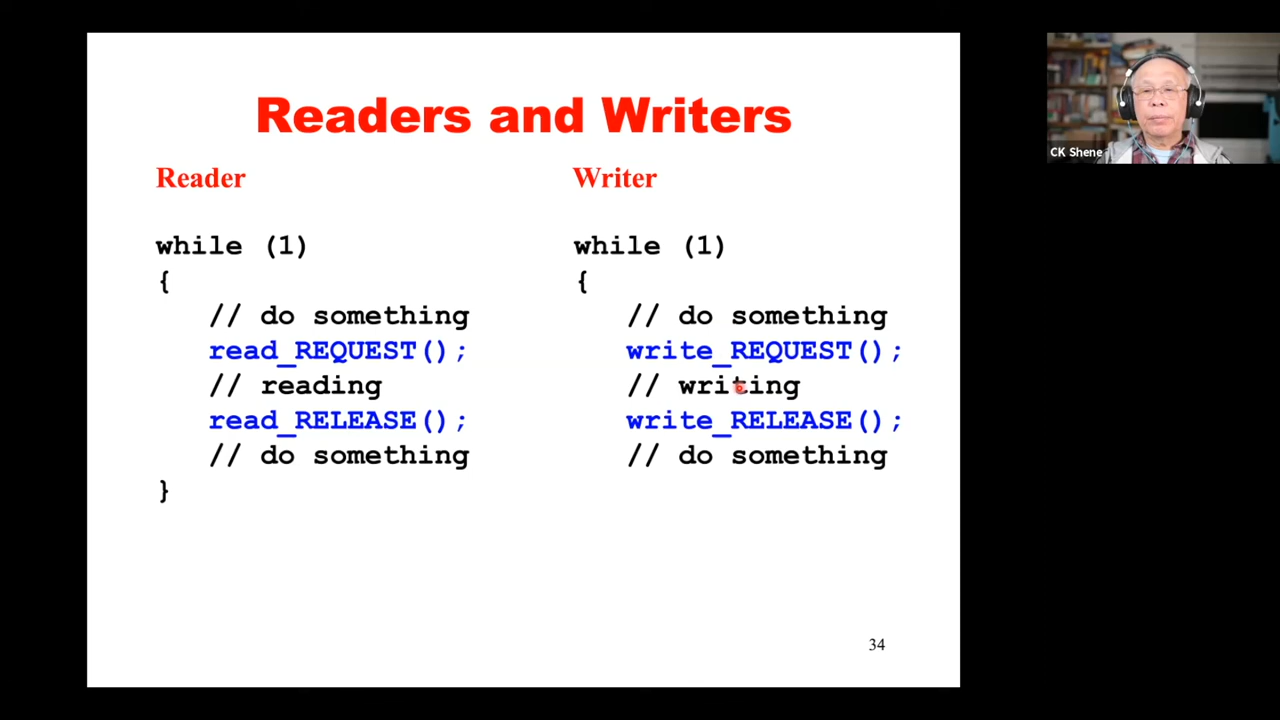 Readers and Writers
Reader
while (1)
{
// do something
read_REQUEST();
// reading
read_RELEASE();
// do something
}
Writer
while (1)
{
// do something
write_REQUEST();
// writing
write_RELEASE();
// do something
34
CK Shene